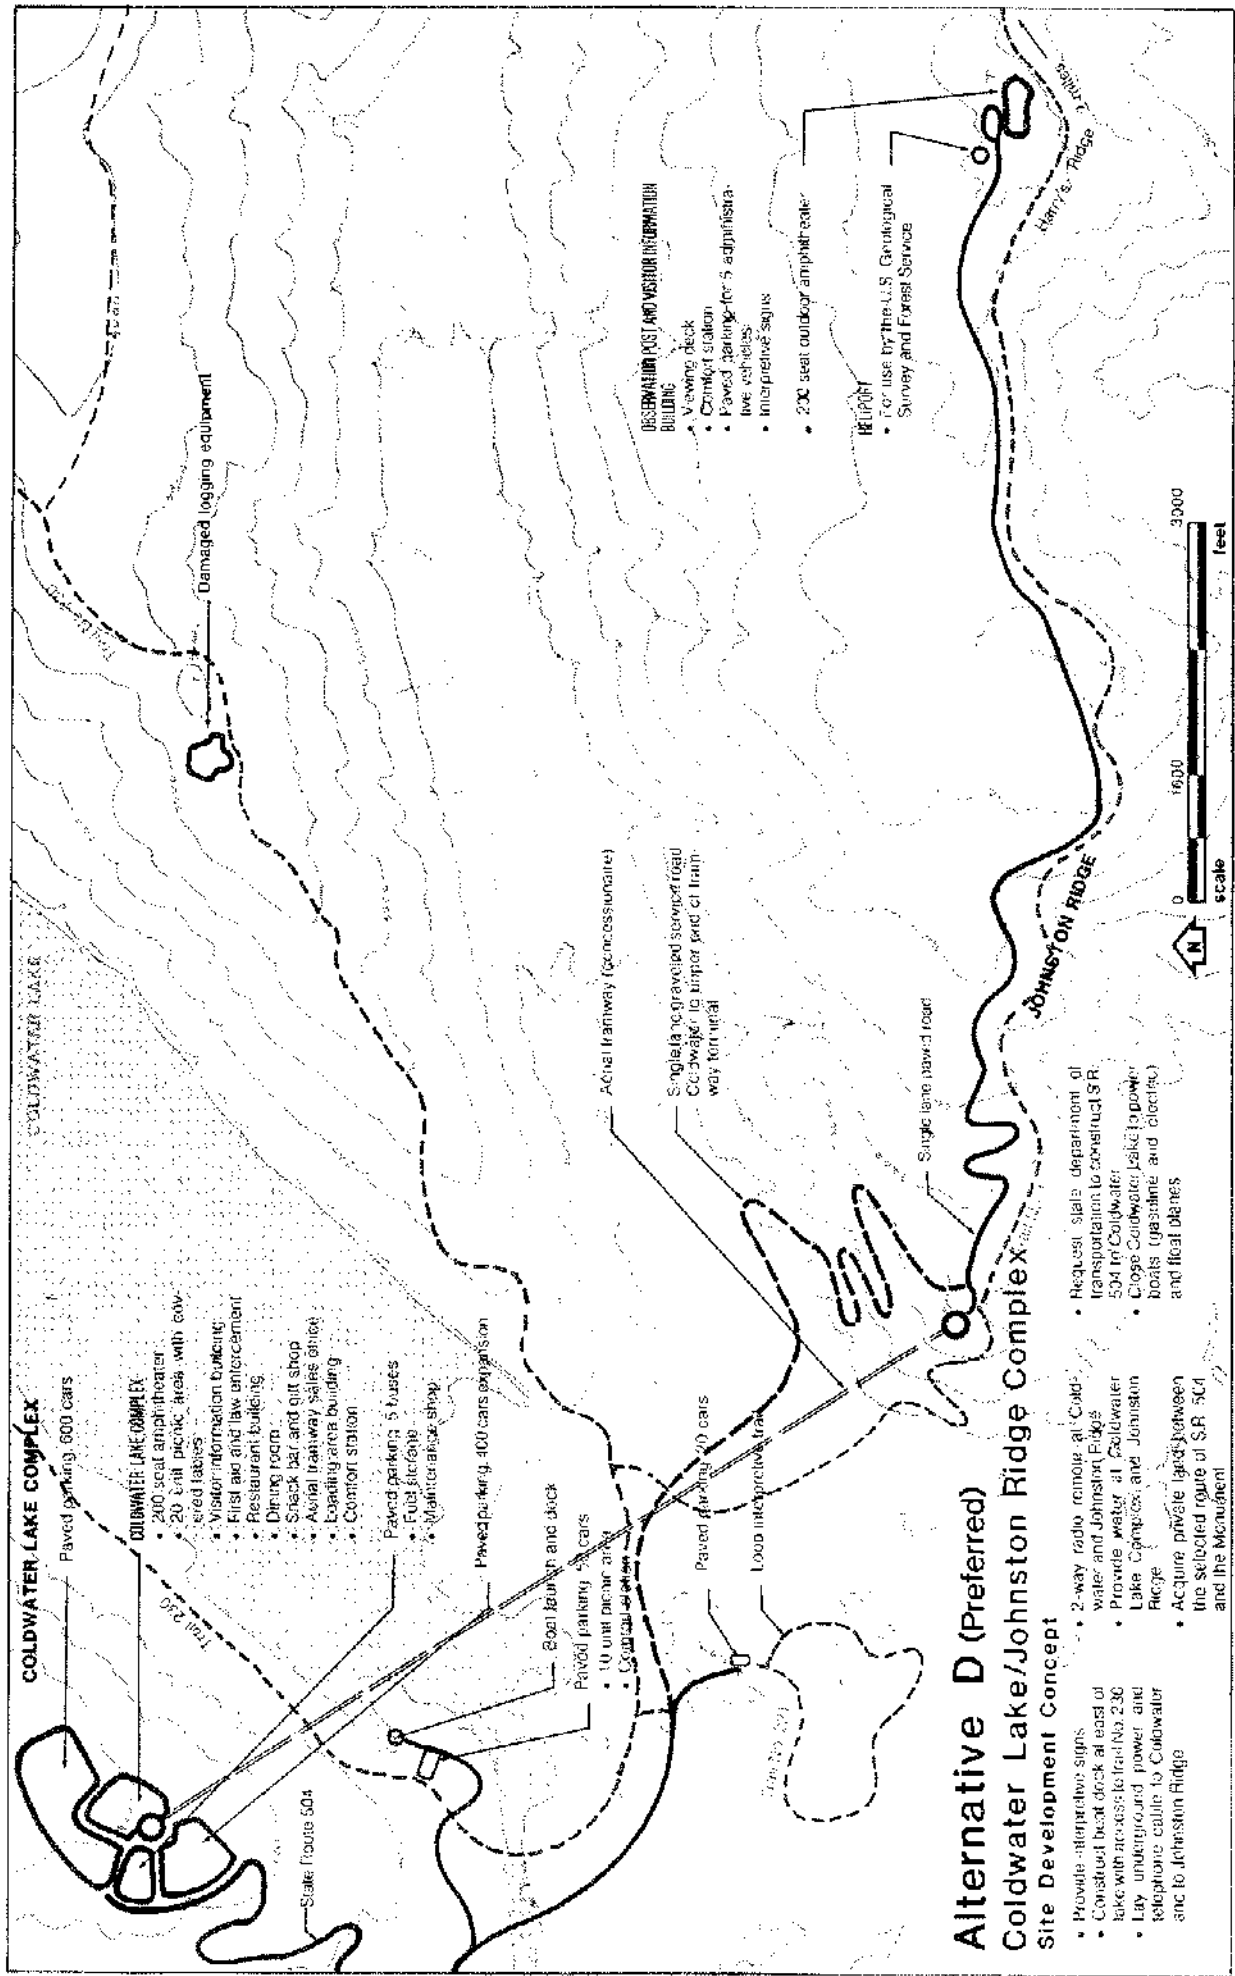 COLDWATER LAKE COMPLEX
Paved parking, 600 cars
COLDWATER LAKE COMPLEX
• 200 seat amphitheater
• 20 unit picnic area with cov-
ered tables
• Visitor information building
• First aid and law enforcement
• Restaurant building
• Dining room
• Snack bar and gift shop
• Aerial tramway sales office
• Loading area building
• Comfort station
Paved parking, 5 buses
• Maintenance shop
Paved parking, 400 cars expansion
Trail 230
State Route 504
Boat launch and dock
Paved parking, cars
• 10 unit picnic area
Paved parking, 20 cars
Loop interpretive trail
COLDWATER LAKE
Damaged logging equipment
Aerial tramway (concessionaire)
Single lane graveled service road
Coldwater to upper end of tram-
way terminal
Single lane paved road
JOHNSTON RIDGE
OBSERVATION POST AND VISITOR INFORMATION
BUILDING
• Viewing deck
• Comfort station
• Paved parking for 5 administra-
tive vehicles
• Interpretive signs
• 200 seat outdoor amphitheater
HELIPORT
• For use by the U.S. Geological
Survey and Forest Service
Harry's Ridge
2 miles
Alternative D (Preferred)
Coldwater Lake/Johnston Ridge Complex
Site Development Concept
• Provide interpretive signs
• Construct boat dock at east of
lake with access to trail No. 230
• Lay underground power and
telephone cable to Coldwater
and to Johnston Ridge
• 2-way radio remote at Cold-
water and Johnston Ridge
• Provide water at Coldwater
Lake Complex and Johnston
Ridge
• Acquire private lands between
the selected route of S.R. 504
and the Monument
• Request state department of
transportation to construct S.R.
504 to Coldwater
• Close Coldwater Lake to power
boats (gasoline and electric)
and float planes
N
0 1600 3000
scale feet